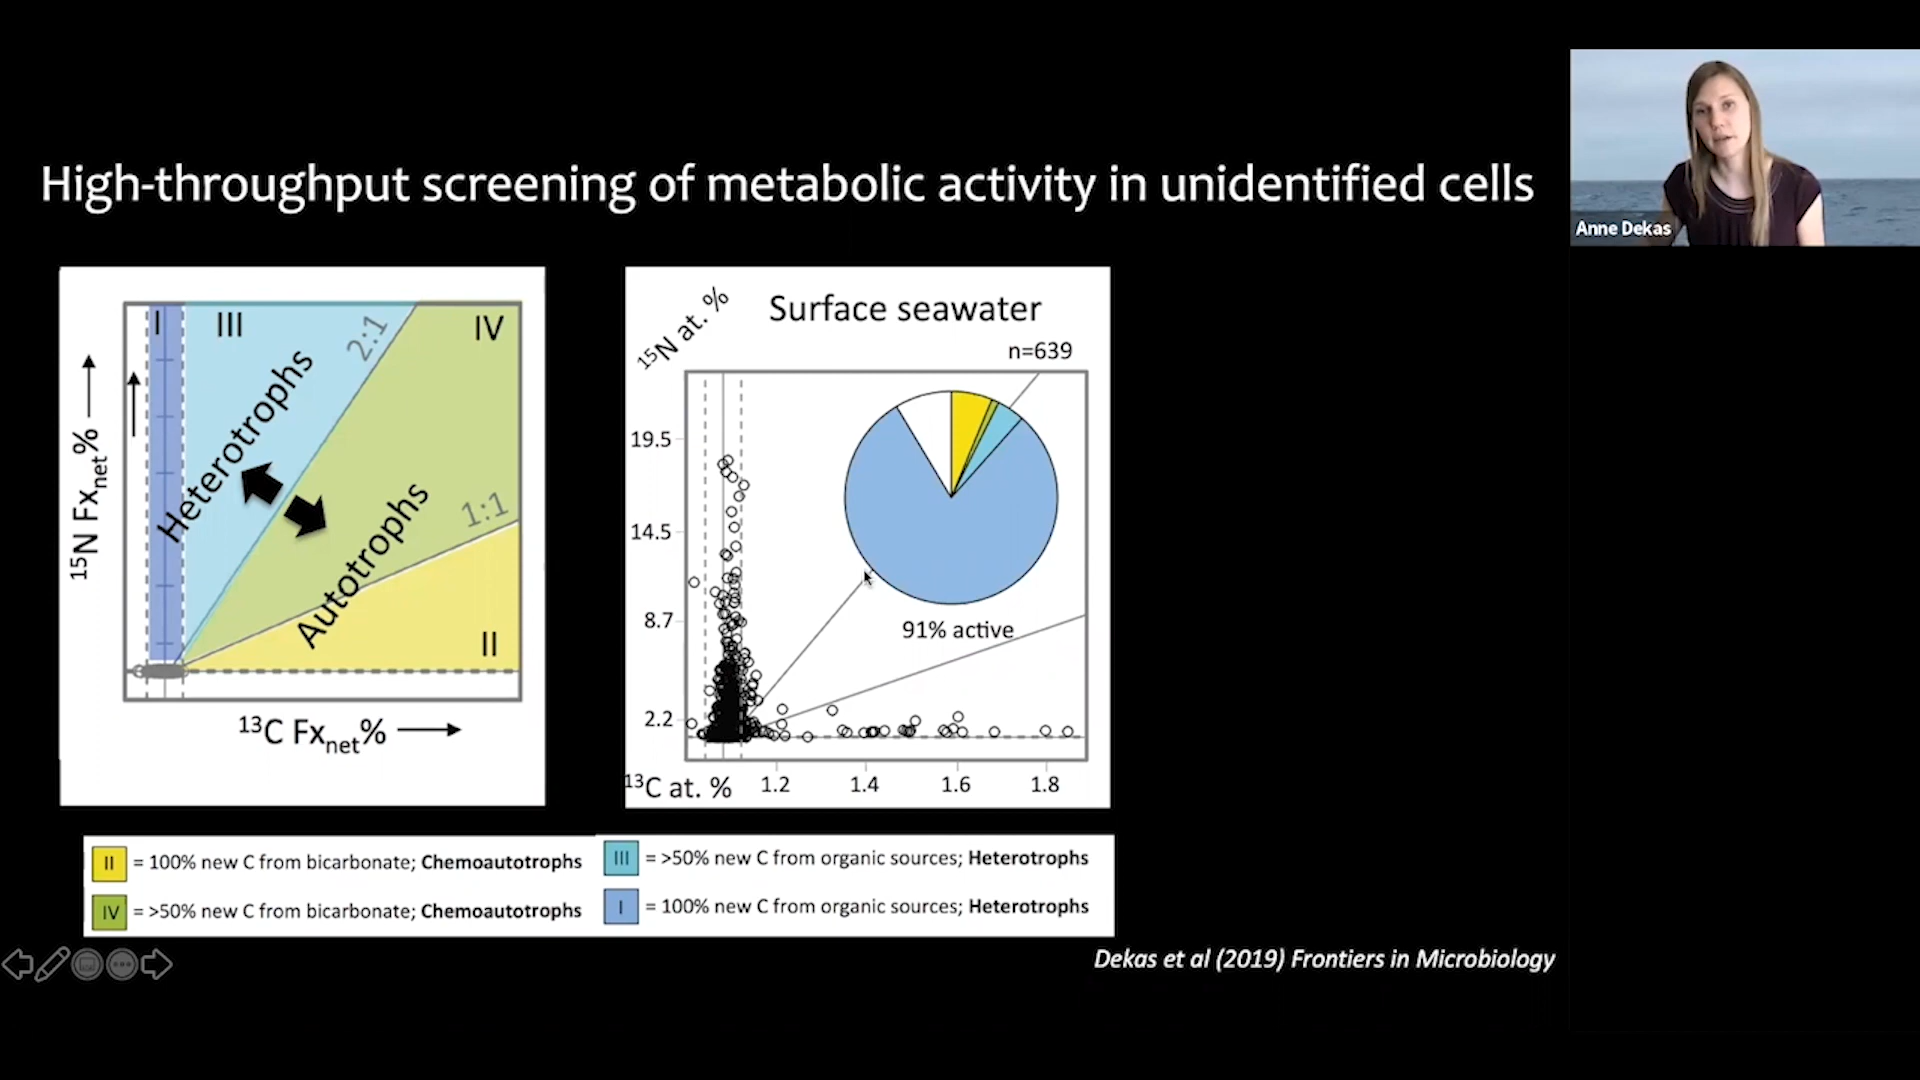 High-throughput screening of metabolic activity in unidentified cells
Anne Dekas
I
III
IV
II
2:1
1:1
Heterotrophs
Autotrophs
15N Fxnet%
13C Fxnet%
15N at. %
Surface seawater
n=639
19.5
14.5
8.7
2.2
91% active
13C at. %
1.2
1.4
1.6
1.8
II = 100% new C from bicarbonate; Chemoautotrophs
III = >50% new C from organic sources; Heterotrophs
IV = >50% new C from bicarbonate; Chemoautotrophs
I = 100% new C from organic sources; Heterotrophs
Dekas et al (2019) Frontiers in Microbiology